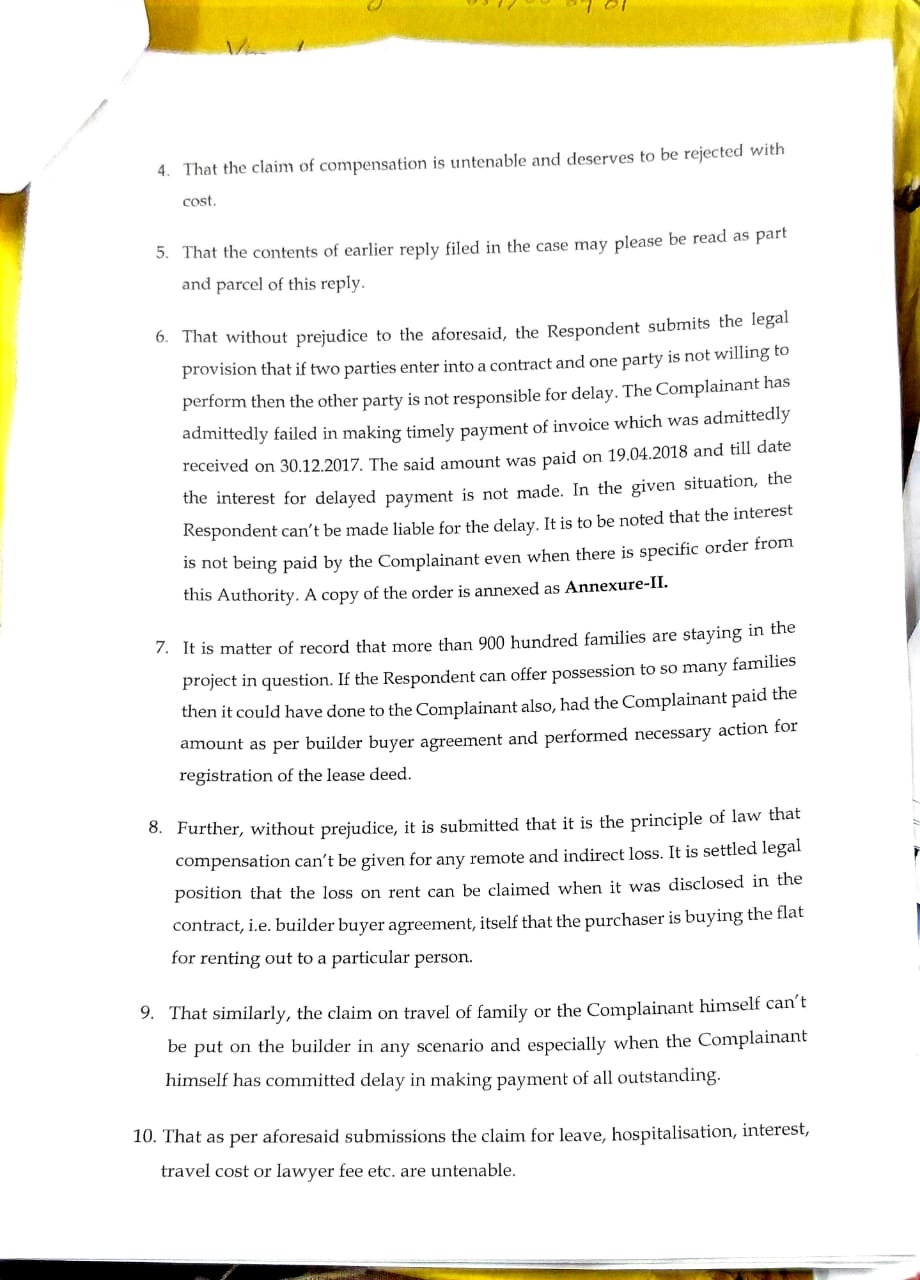 4. That the claim of compensation is untenable and deserves to be rejected with
cost.
5. That the contents of earlier reply filed in the case may please be read as part
and parcel of this reply.
6. That without prejudice to the aforesaid, the Respondent submits the legal
provision that if two parties enter into a contract and one party is not willing to
perform then the other party is not responsible for delay. The Complainant has
admittedly failed in making timely payment of invoice which was admittedly
received on 30.12.2017. The said amount was paid on 19.04.2018 and till date
the interest for delayed payment is not made. In the given situation, the
Respondent can't be made liable for the delay. It is to be noted that the interest
is not being paid by the Complainant even when there is specific order from
this Authority. A copy of the order is annexed as Annexure-II.
7. It is matter of record that more than 900 hundred families are staying in the
project in question. If the Respondent can offer possession to so many families
then it could have done to the Complainant also, had the Complainant paid the
amount as per builder buyer agreement and performed necessary action for
registration of the lease deed.
8. Further, without prejudice, it is submitted that it is the principle of law that
compensation can't be given for any remote and indirect loss. It is settled legal
position that the loss on rent can be claimed when it was disclosed in the
contract, i.e. builder buyer agreement, itself that the purchaser is buying the flat
for renting out to a particular person.
9. That similarly, the claim on travel of family or the Complainant himself can't
be put on the builder in any scenario and especially when the Complainant
himself has committed delay in making payment of all outstanding.
10. That as per aforesaid submissions the claim for leave, hospitalisation, interest,
travel cost or lawyer fee etc. are untenable.